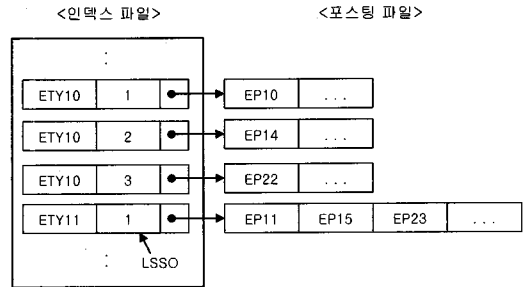 <인덱스 파일> <포스팅 파일>
:
ETY10 1 EP10 ...
ETY10 2 EP14 ...
ETY10 3 EP22 ...
ETY11 1 EP11 EP15 EP23 ...
: LSSO